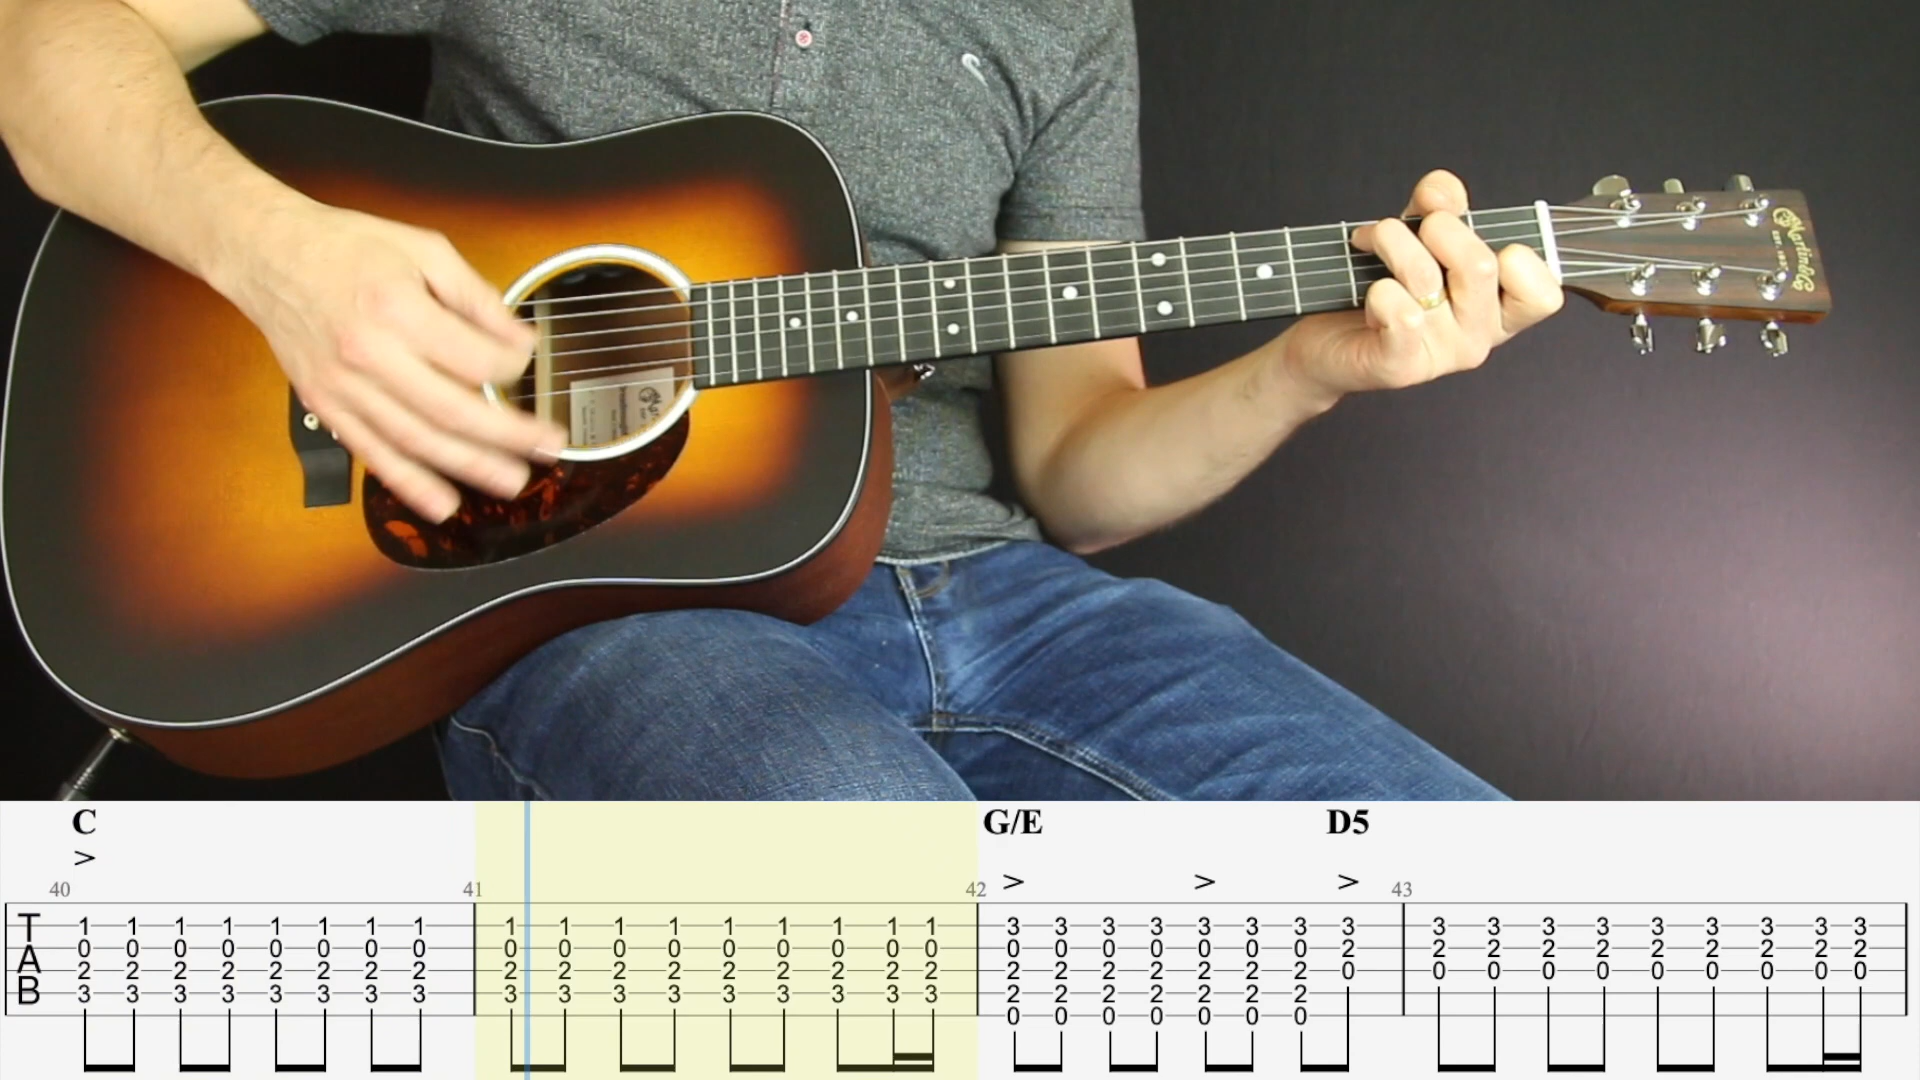 Martin & Co
EST. 1833
Martin
C G/E D5
> > > >
40 41 42 43
T 1 1 1 1 1 1 1 1 1 1 1 1 1 1 1 1 1 3 3 3 3 3 3 3 3 3 3 3 3 3 3 3 3
0 0 0 0 0 0 0 0 0 0 0 0 0 0 0 0 0 0 0 0 0 0 0 0 2 2 2 2 2 2 2 2 2
A 2 2 2 2 2 2 2 2 2 2 2 2 2 2 2 2 2 2 2 2 2 2 2 2 0 0 0 0 0 0 0 0 0
B 3 3 3 3 3 3 3 3 3 3 3 3 3 3 3 3 3 2 2 2 2 2 2 2
0 0 0 0 0 0 0